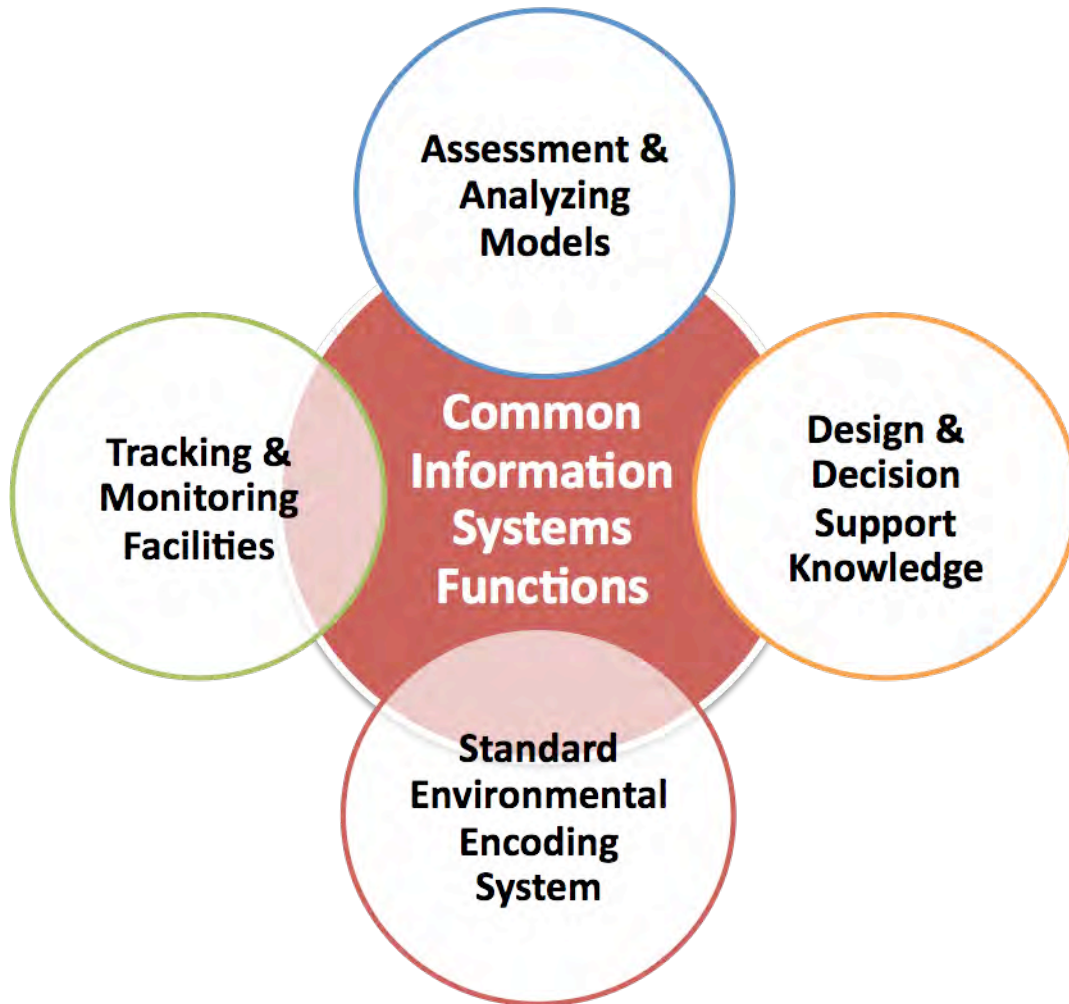 Assessment &
Analyzing
Models
Tracking &
Monitoring
Facilities
Common
Information
Systems
Functions
Design &
Decision
Support
Knowledge
Standard
Environmental
Encoding
System